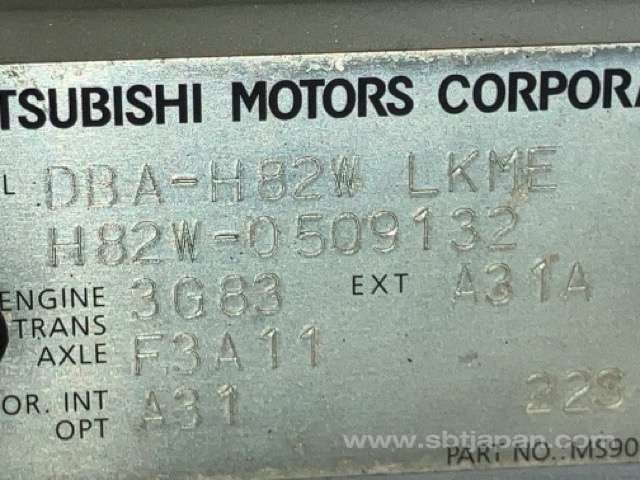 TSUBISHI MOTORS CORPORA
L DBA-H82W LKME
H82W-0509132
ENGINE 3G83 EXT A31A
TRANS
AXLE F3A11
OR. INT A31 22S
OPT
www.sbtjapan.com
PART NO.: MS90